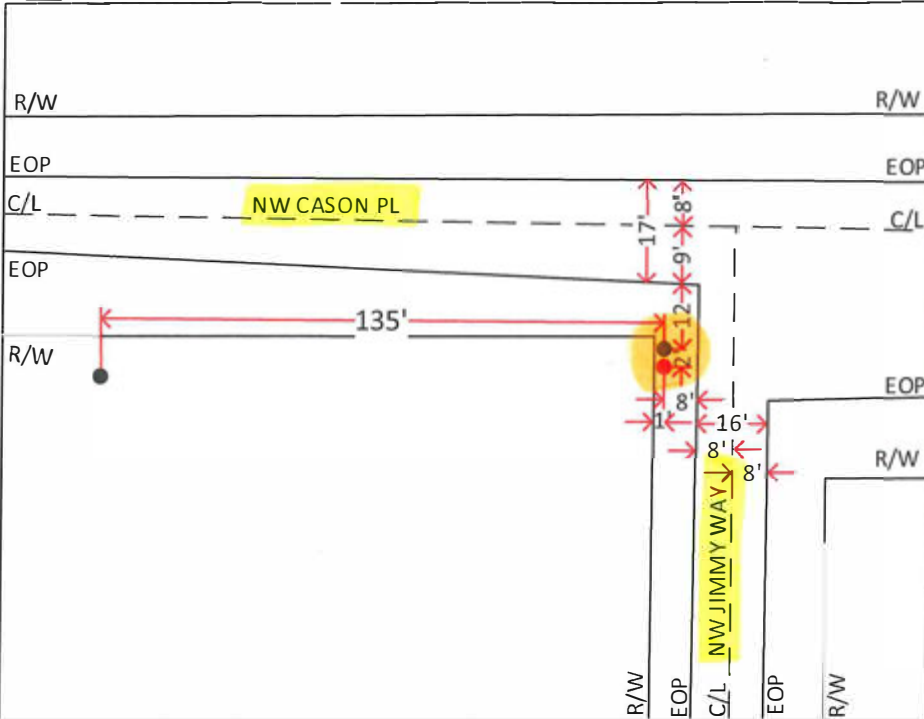 R/W
R/W
EOP
EOP
C/L
NW CASON PL
8'
C/L
17'
9'
EOP
12
135'
R/W
2'
EOP
8'
1'
16'
8'
R/W
8'
NW JIMMY WAY
R/W
EOP
C/L
EOP
R/W